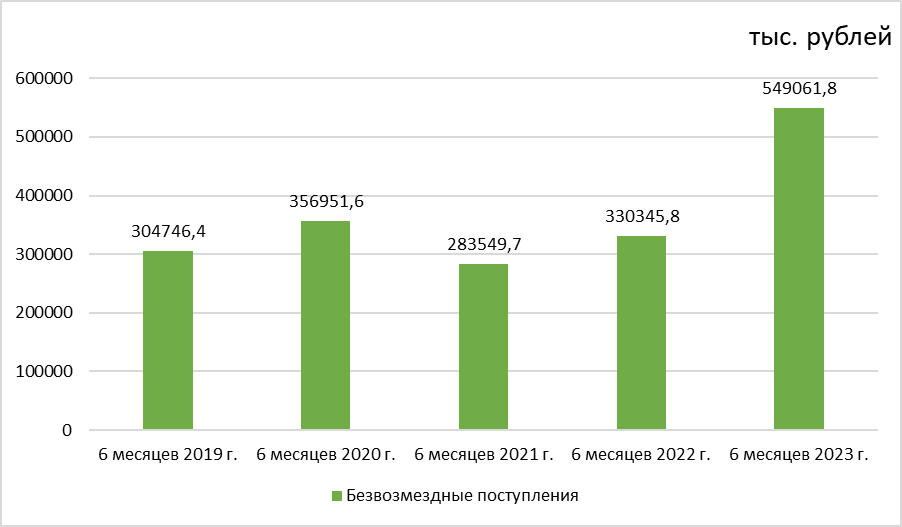 тыс. рублей
600000
500000
400000
300000
200000
100000
0
304746,4
356951,6
283549,7
330345,8
549061,8
6 месяцев 2019 г.
6 месяцев 2020 г.
6 месяцев 2021 г.
6 месяцев 2022 г.
6 месяцев 2023 г.
Безвозмездные поступления